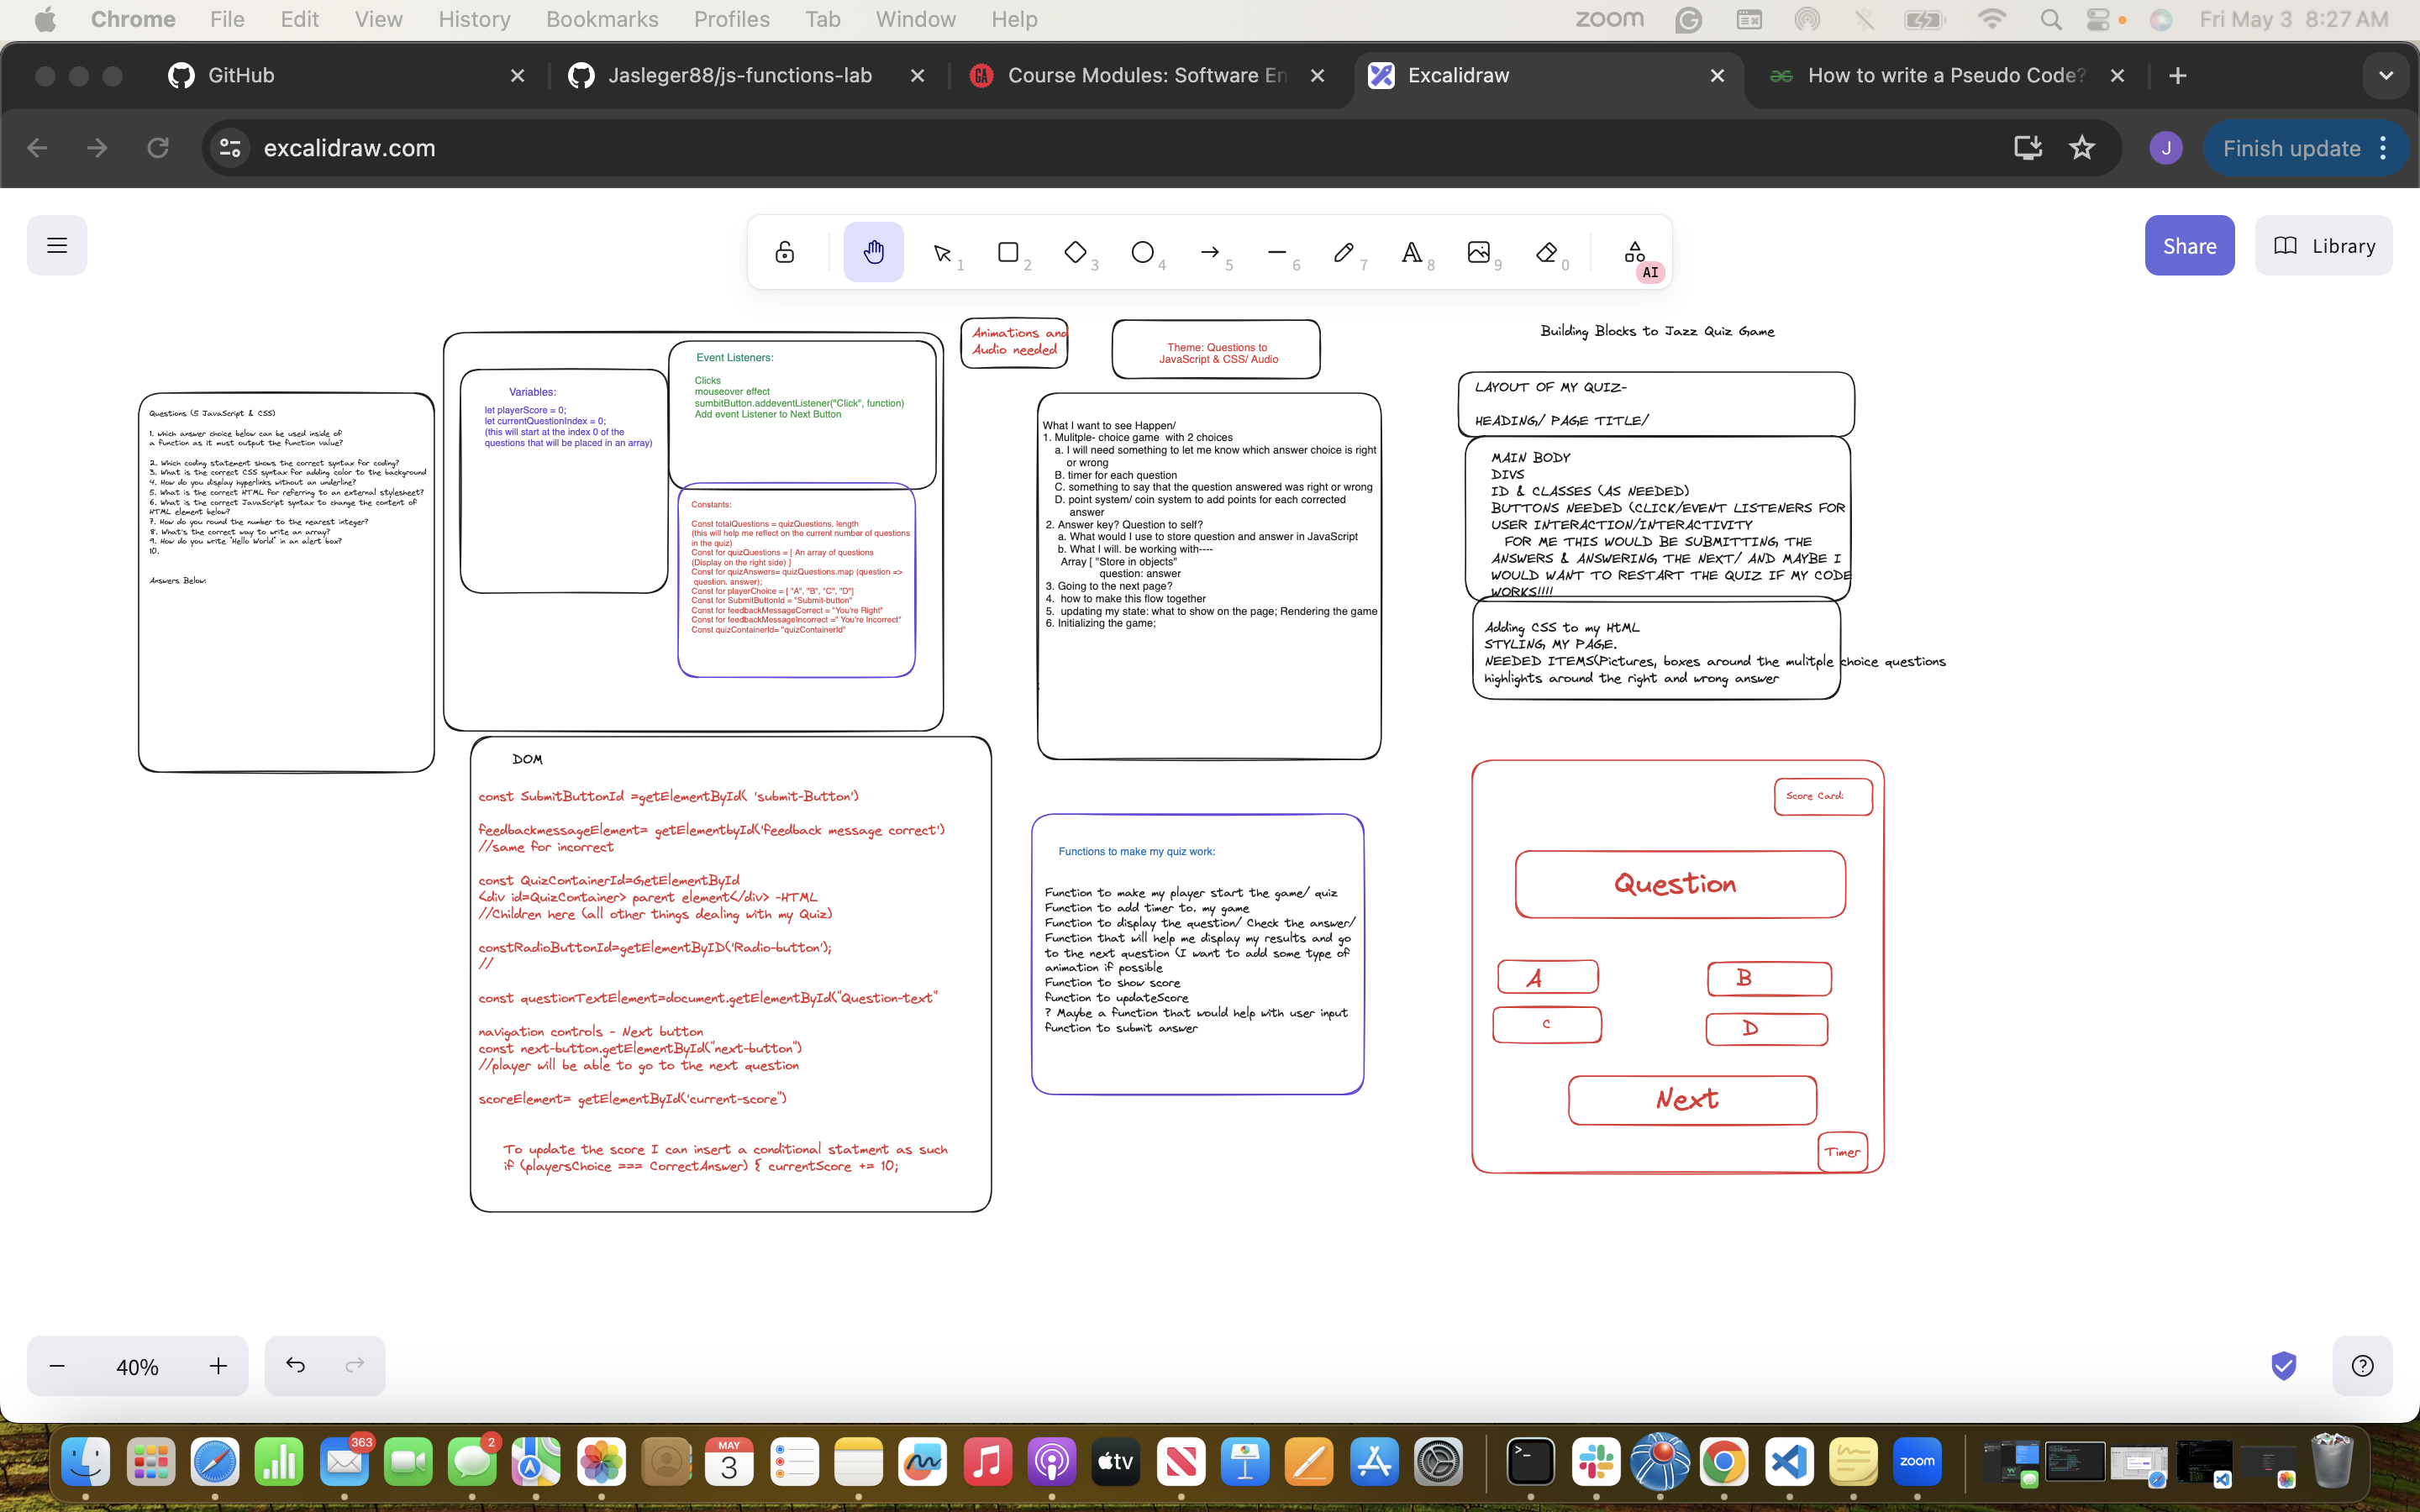 Chrome File Edit View History Bookmarks Profiles Tab Window Help zoom Fri May 3 8:27 AM
GitHub
Jasleger88/js-functions-lab
Course Modules: Software En
Excalidraw
How to write a Pseudo Code?
excalidraw.com
Finish update
J
1 2 3 4 5 6 7 8 9 0 AI
Share
Library
Questions (5 JavaScript & CSS)
1. which answer choice below can be used inside of
a function as it must output the function value?
2. Which coding statement shows the correct syntax for coding?
3. What is the correct CSS syntax for adding color to the background
4. How do you display hyperlinks without an underline?
5. What is the correct HTML for referring to an external stylesheet?
6. What is the correct JavaScript syntax to change the content of
HTML element below?
7. How do you round the number to the nearest integer?
8. What's the correct way to write an array?
9. How do you write "Hello World" in an alert box?
10.
Answers Below:
Variables:
let playerScore = 0;
let currentQuestionIndex = 0;
(this will start at the index 0 of the
questions that will be placed in an array)
Event Listeners:
Clicks
mouseover effect
sumbitButton.addeventListener("Click", function)
Add event Listener to Next Button
Constants:
Const totalQuestions = quizQuestions. length
(this will help me reflect on the current number of questions
in the quiz)
Const for quizQuestions = [ An array of questions
(Display on the right side) ]
Const for quizAnswers= quizQuestions.map (question =>
question. answer);
Const for playerChoice = [ "A", "B", "C", "D"]
Const for SubmitButtonId = "Submit-button"
Const for feedbackMessageCorrect = "You're Right"
Const for feedbackMessageIncorrect =" You're Incorrect"
Const quizContainerId= "quizContainerId"
Animations and
Audio needed
Theme: Questions to
JavaScript & CSS/ Audio
What I want to see Happen/
1. Mulitple- choice game with 2 choices
a. I will need something to let me know which answer choice is right
or wrong
B. timer for each question
C. something to say that the question answered was right or wrong
D. point system/ coin system to add points for each corrected
answer
2. Answer key? Question to self?
a. What would I use to store question and answer in JavaScript
b. What I will. be working with----
Array [ "Store in objects"
question: answer
3. Going to the next page?
4. how to make this flow together
5. updating my state: what to show on the page; Rendering the game
6. Initializing the game;
Building Blocks to Jazz Quiz Game
LAYOUT OF MY QUIZ-
HEADING/ PAGE TITLE/
MAIN BODY
DIVS
ID & CLASSES (AS NEEDED)
BUTTONS NEEDED (CLICK/EVENT LISTENERS FOR
USER INTERACTION/INTERACTIVITY
FOR ME THIS WOULD BE SUBMITTING THE
ANSWERS & ANSWERING THE NEXT/ AND MAYBE I
WOULD WANT TO RESTART THE QUIZ IF MY CODE
WORKS!!!!
Adding CSS to my HtML
STYLING MY PAGE.
NEEDED ITEMS(Pictures, boxes around the mulitple choice questions
highlights around the right and wrong answer
DOM
const SubmitButtonId =getElementById( 'submit-Button')
feedbackmessageElement= getElementbyId('feedback message correct')
//same for incorrect
const QuizContainerId=GetElementById
<div id=QuizContainer> parent element</div> -HTML
//Children here (all other things dealing with my Quiz)
constRadioButtonId=getElementByID('Radio-button');
//
const questionTextElement=document.getElementById("Question-text"
navigation controls - Next button
const next-button.getElementById("next-button")
//player will be able to go to the next question
scoreElement= getElementById('current-score")
To update the score I can insert a conditional statment as such
if (playersChoice === CorrectAnswer) { currentScore += 10;
Functions to make my quiz work:
Function to make my player start the game/ quiz
Function to add timer to. my game
Function to display the question/ Check the answer/
Function that will help me display my results and go
to the next question (I want to add some type of
animation if possible
Function to show score
function to updateScore
? Maybe a function that would help with user input
function to submit answer
Score Card:
Question
A
B
C
D
Next
Timer
40%
363
2
MAY
3
tv
zoom